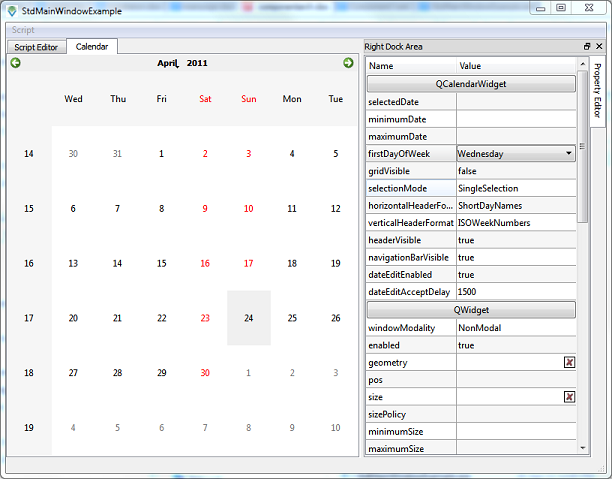 StdMainWindowExample
Script
Script Editor Calendar
April, 2011
Wed Thu Fri Sat Sun Mon Tue
14 30 31 1 2 3 4 5
15 6 7 8 9 10 11 12
16 13 14 15 16 17 18 19
17 20 21 22 23 24 25 26
18 27 28 29 30 1 2 3
19 4 5 6 7 8 9 10
Right Dock Area
Name Value
QCalendarWidget
selectedDate
minimumDate
maximumDate
firstDayOfWeek Wednesday
gridVisible false
selectionMode SingleSelection
horizontalHeaderFo... ShortDayNames
verticalHeaderFormat ISOWeekNumbers
headerVisible true
navigationBarVisible true
dateEditEnabled true
dateEditAcceptDelay 1500
QWidget
windowModality NonModal
enabled true
geometry
pos
size
sizePolicy
minimumSize
maximumSize
Property Editor